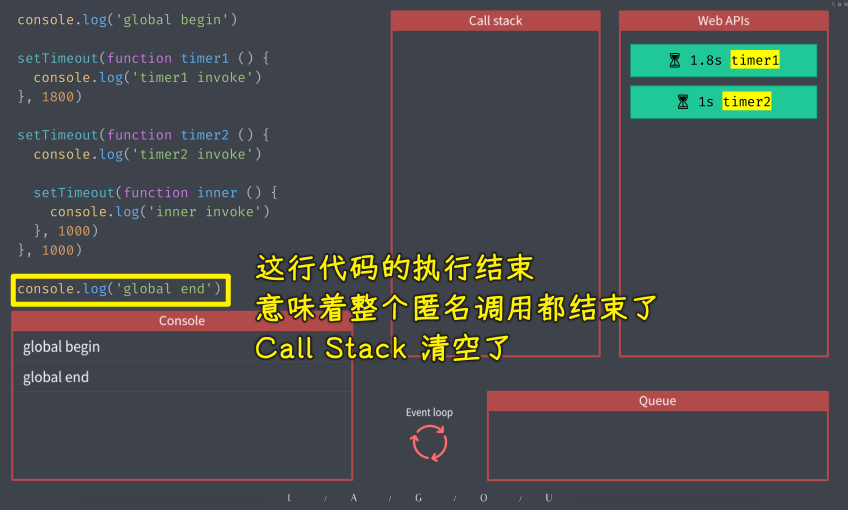 console.log('global begin')
setTimeout(function timer1 () {
console.log('timer1 invoke')
}, 1800)
setTimeout(function timer2 () {
console.log('timer2 invoke')
setTimeout(function inner () {
console.log('inner invoke')
}, 1000)
}, 1000)
console.log('global end')
Call stack
Web APIs
1.8s timer1
1s timer2
这行代码的执行结束
意味着整个匿名调用都结束了
Call Stack 清空了
Console
global begin
global end
Event loop
Queue
L / A / G / O / U